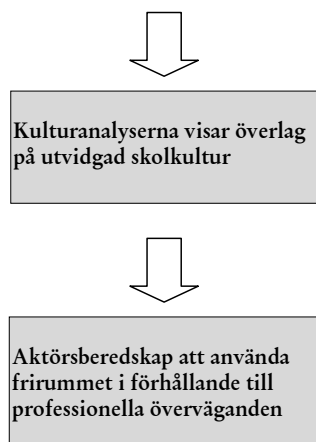 Kulturanalyserna visar överlag
på utvidgad skolkultur
Aktörsberedskap att använda
frirummet i förhållande till
professionella överväganden